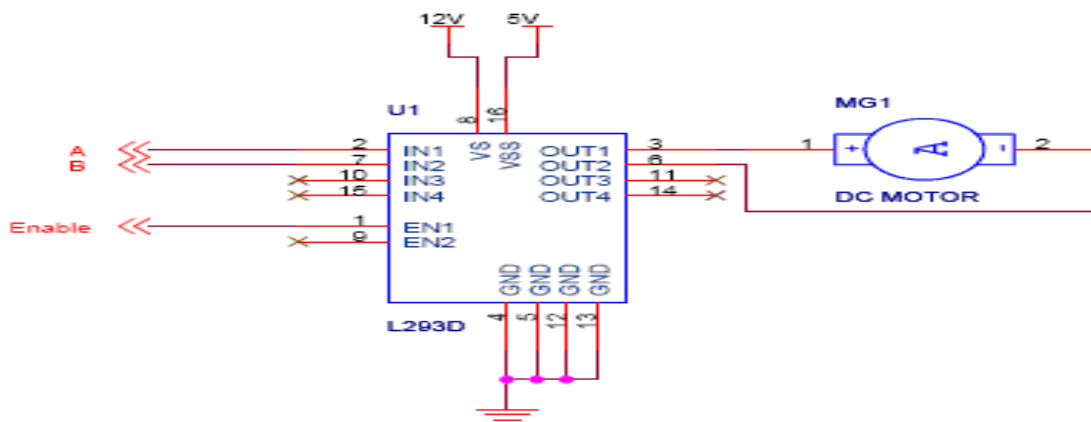 12V 5V
U1 MG1
8 16
A 2 IN1 VS VSS OUT1 3 1 + A - 2
B 7 IN2 OUT2 6
10 IN3 OUT3 11
15 IN4 OUT4 14 DC MOTOR
Enable 1 EN1
9 EN2
GND GND GND GND
L293D 4 5 12 13